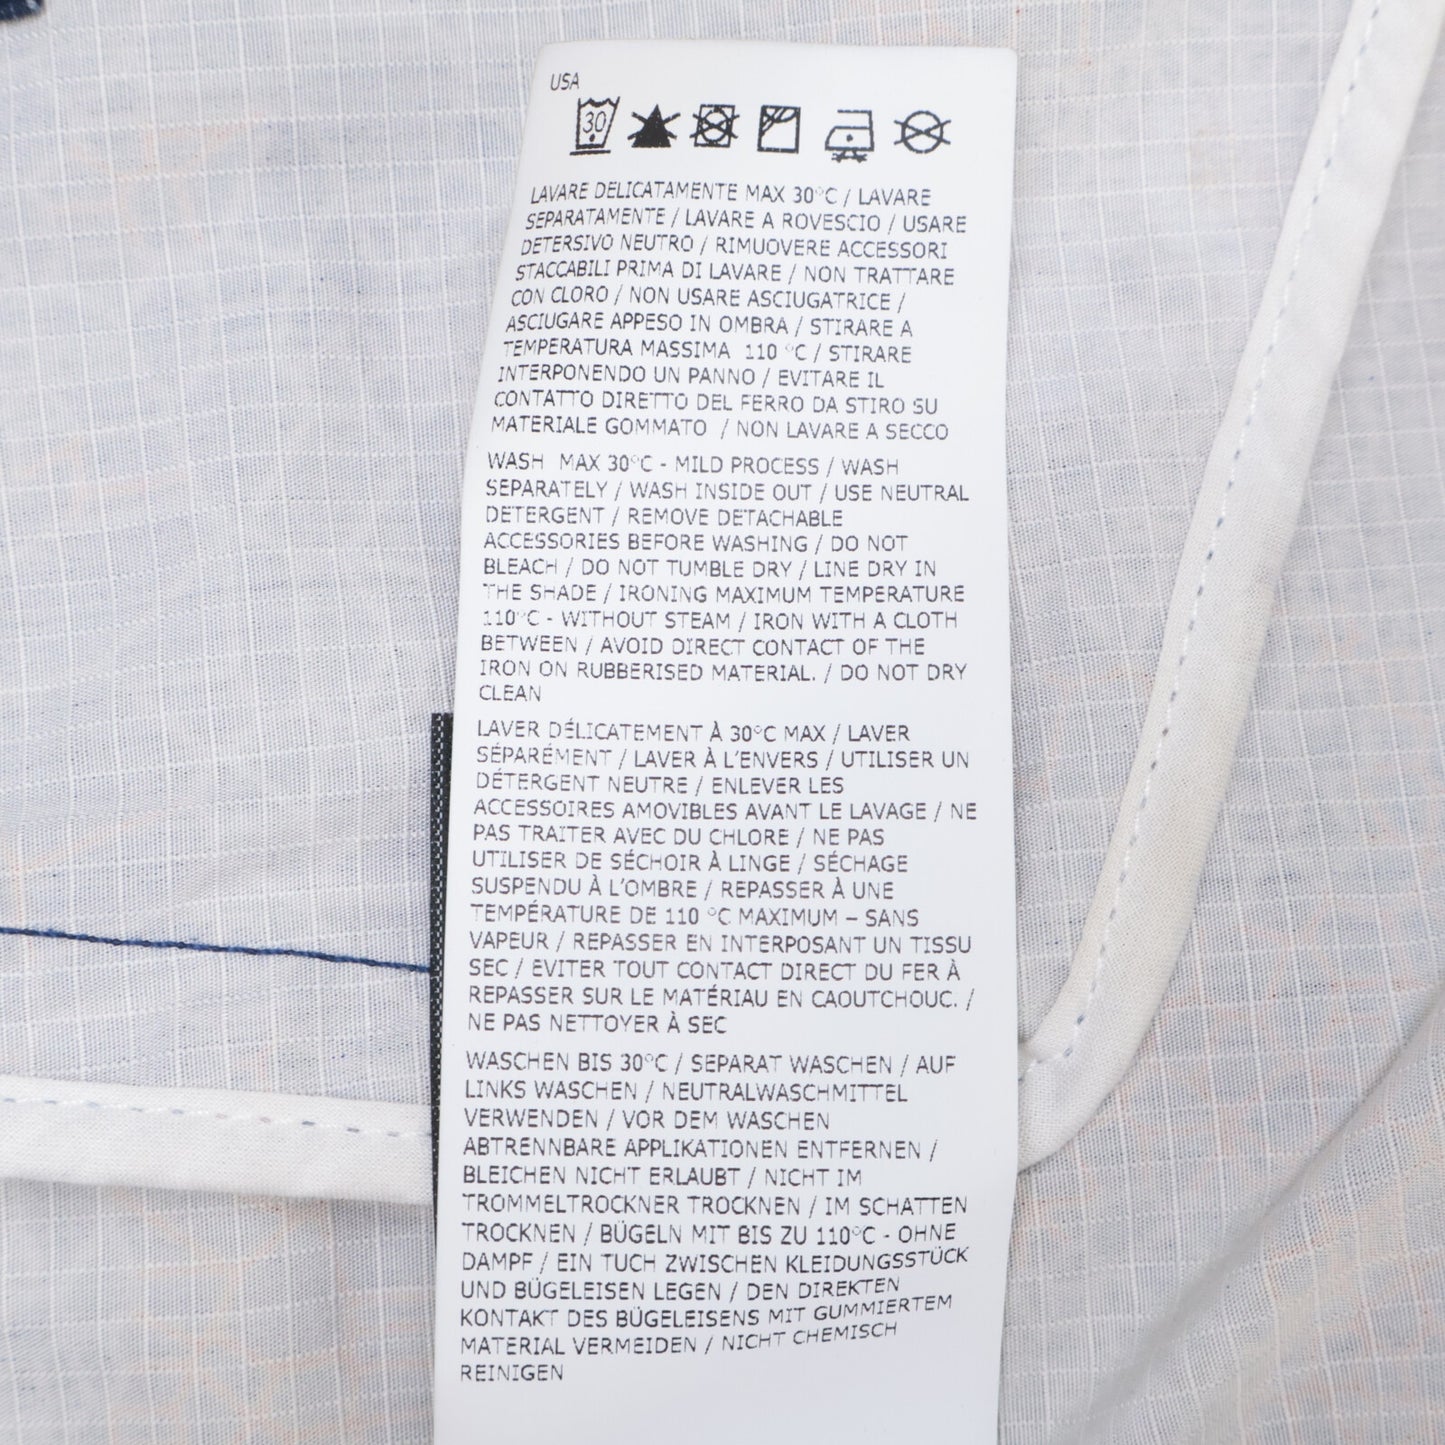 USA
30
LAVARE DELICATAMENTE MAX 30°C / LAVARE
SEPARATAMENTE / LAVARE A ROVESCIO / USARE
DETERSIVO NEUTRO / RIMUOVERE ACCESSORI
STACCABILI PRIMA DI LAVARE / NON TRATTARE
CON CLORO / NON USARE ASCIUGATRICE /
ASCIUGARE APPESO IN OMBRA / STIRARE A
TEMPERATURA MASSIMA 110 °C / STIRARE
INTERPONENDO UN PANNO / EVITARE IL
CONTATTO DIRETTO DEL FERRO DA STIRO SU
MATERIALE GOMMATO / NON LAVARE A SECCO
WASH MAX 30°C - MILD PROCESS / WASH
SEPARATELY / WASH INSIDE OUT / USE NEUTRAL
DETERGENT / REMOVE DETACHABLE
ACCESSORIES BEFORE WASHING / DO NOT
BLEACH / DO NOT TUMBLE DRY / LINE DRY IN
THE SHADE / IRONING MAXIMUM TEMPERATURE
110°C - WITHOUT STEAM / IRON WITH A CLOTH
BETWEEN / AVOID DIRECT CONTACT OF THE
IRON ON RUBBERISED MATERIAL. / DO NOT DRY
CLEAN
LAVER DÉLICATEMENT À 30°C MAX / LAVER
SÉPARÉMENT / LAVER À L'ENVERS / UTILISER UN
DÉTERGENT NEUTRE / ENLEVER LES
ACCESSOIRES AMOVIBLES AVANT LE LAVAGE / NE
PAS TRAITER AVEC DU CHLORE / NE PAS
UTILISER DE SÉCHOIR À LINGE / SÉCHAGE
SUSPENDU À L'OMBRE / REPASSER À UNE
TEMPÉRATURE DE 110 °C MAXIMUM – SANS
VAPEUR / REPASSER EN INTERPOSANT UN TISSU
SEC / EVITER TOUT CONTACT DIRECT DU FER À
REPASSER SUR LE MATÉRIAU EN CAOUTCHOUC. /
NE PAS NETTOYER À SEC
WASCHEN BIS 30°C / SEPARAT WASCHEN / AUF
LINKS WASCHEN / NEUTRALWASCHMITTEL
VERWENDEN / VOR DEM WASCHEN
ABTRENNBARE APPLIKATIONEN ENTFERNEN /
BLEICHEN NICHT ERLAUBT / NICHT IM
TROMMELTROCKNER TROCKNEN / IM SCHATTEN
TROCKNEN / BÜGELN MIT BIS ZU 110°C - OHNE
DAMPF / EIN TUCH ZWISCHEN KLEIDUNGSSTÜCK
UND BÜGELEISEN LEGEN / DEN DIREKTEN
KONTAKT DES BÜGELEISENS MIT GUMMIERTEM
MATERIAL VERMEIDEN / NICHT CHEMISCH
REINIGEN